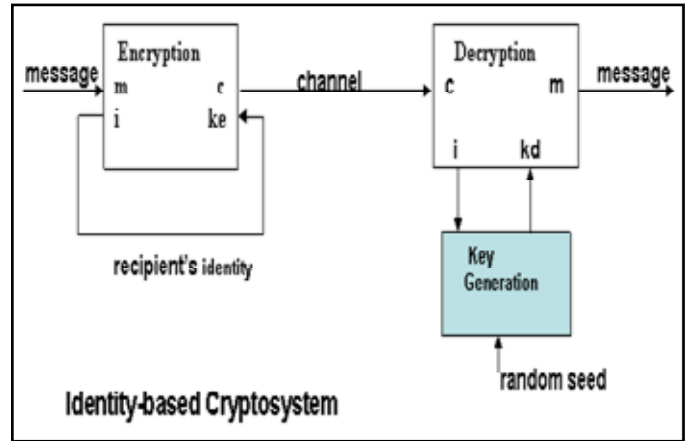 Encryption
message
m c
i ke
recipient's identity
channel
Decryption
c m
i kd
message
Key
Generation
random seed
Identity-based Cryptosystem